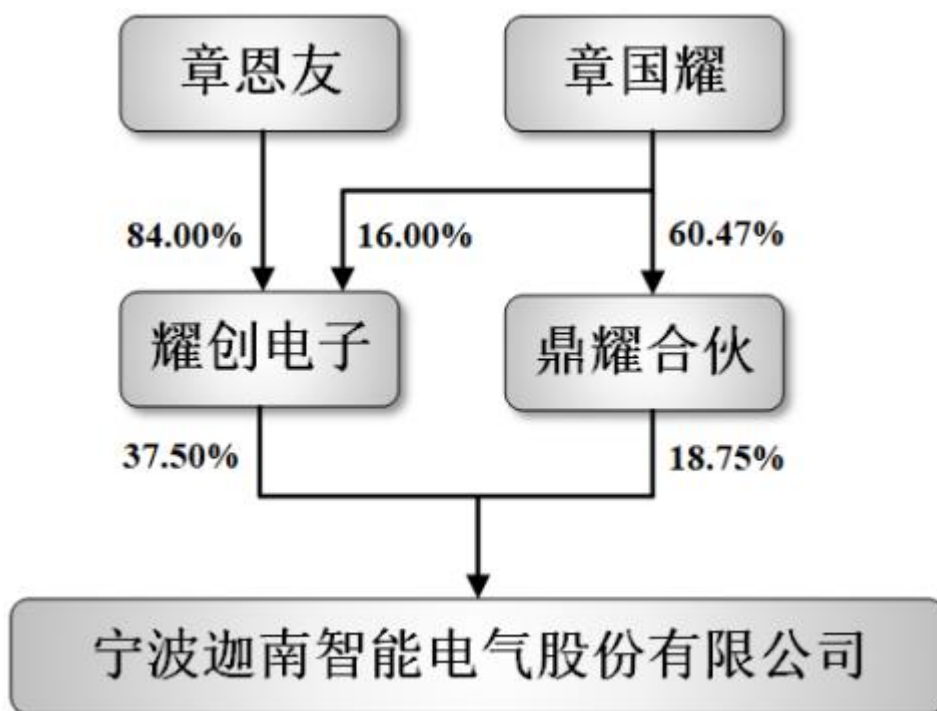 章恩友
章国耀
84.00%
16.00%
60.47%
耀创电子
鼎耀合伙
37.50%
18.75%
宁波迦南智能电气股份有限公司